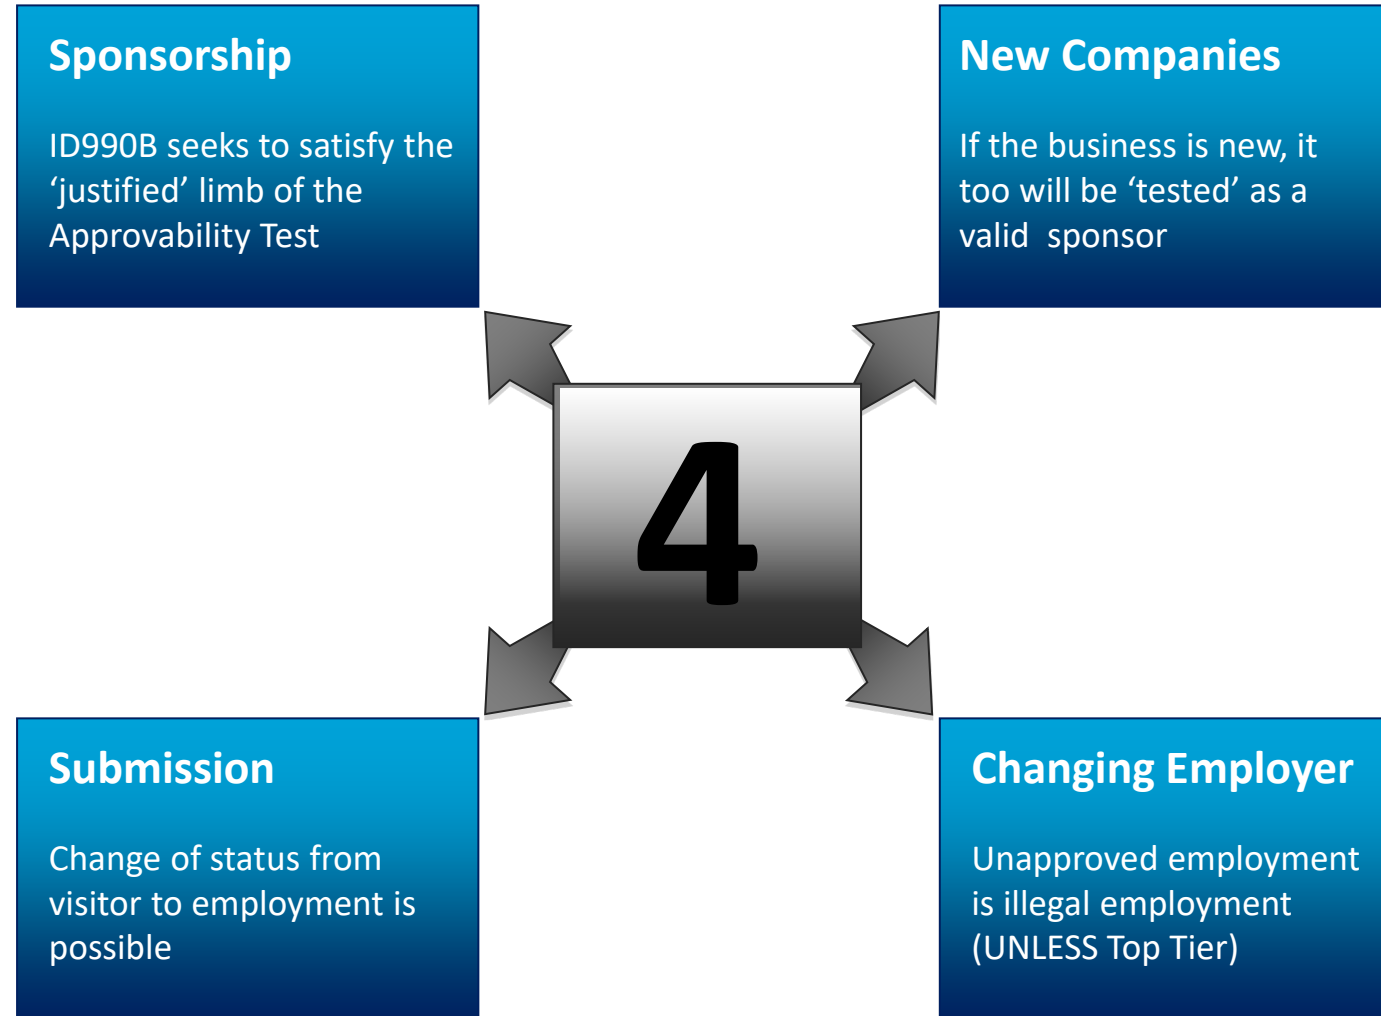 Sponsorship
ID990B seeks to satisfy the
‘justified’ limb of the
Approvability Test
New Companies
If the business is new, it
too will be ‘tested’ as a
valid  sponsor
4
Submission
Change of status from
visitor to employment is
possible
Changing Employer
Unapproved employment
is illegal employment
(UNLESS Top Tier)